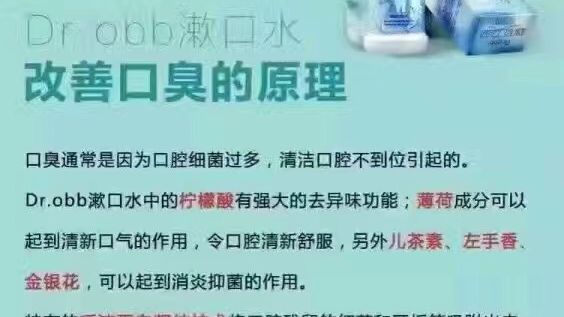 Dr.obb漱口水
改善口臭的原理
口臭通常是因为口腔细菌过多，清洁口腔不到位引起的。
Dr.obb漱口水中的柠檬酸有强大的去异味功能；薄荷成分可以
起到清新口气的作用，令口腔清新舒服，另外儿茶素、左手香、
金银花，可以起到消炎抑菌的作用。